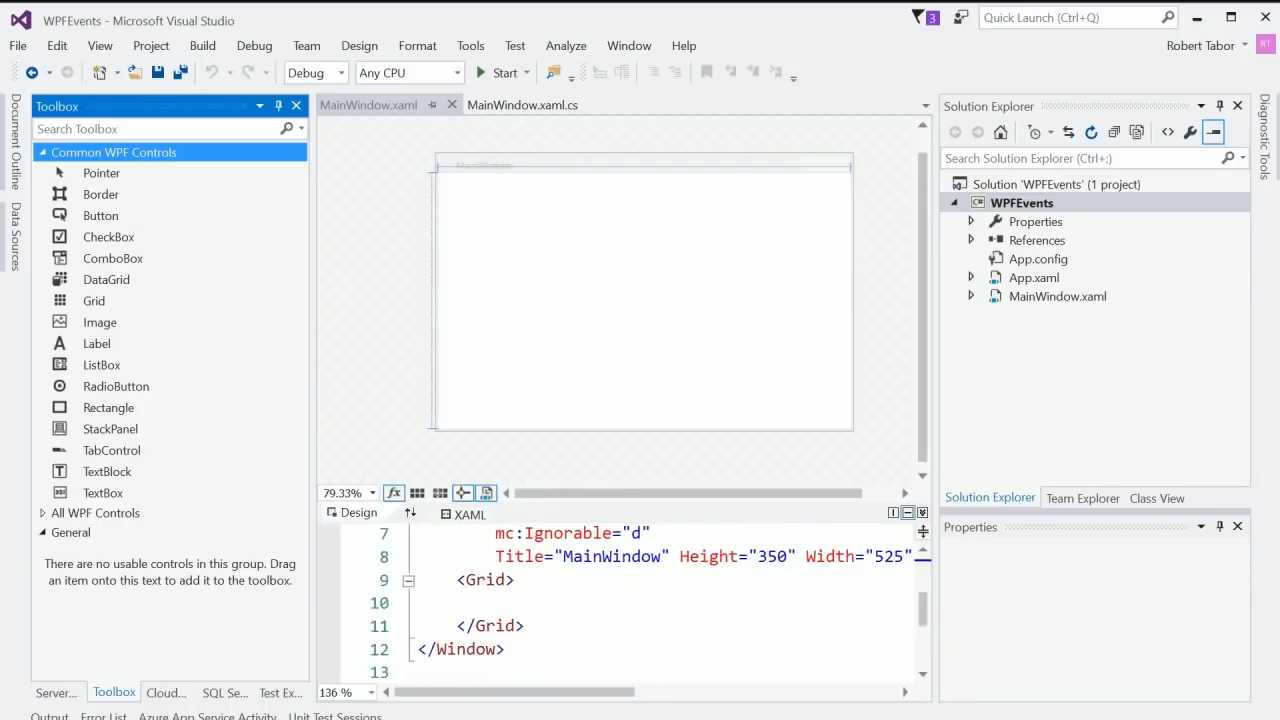 WPFEvents - Microsoft Visual Studio
3
Quick Launch (Ctrl+Q)
File Edit View Project Build Debug Team Format Tools Test Analyze Window Help
Robert Tabor
RT
Debug
Any CPU
Start
Document Outline
Data Sources
Toolbox
Search Toolbox
Common WPF Controls
Pointer
Border
Button
CheckBox
ComboBox
DataGrid
Grid
Image
Label
ListBox
RadioButton
Rectangle
StackPanel
TabControl
TextBlock
TextBox
All WPF Controls
General
There are no usable controls in this group. Drag
an item onto this text to add it to the toolbox.
Server... Toolbox Cloud... SQL Se... Test Ex...
MainWindow.xaml
MainWindow.xaml.cs
MainWindow
79.33%
fx
Design
XAML
7 mc:Ignorable="d"
8 Title="MainWindow" Height="350" Width="525"
9 <Grid>
10
11 </Grid>
12 </Window>
13
136 %
Solution Explorer
Search Solution Explorer (Ctrl+;)
Solution 'WPFEvents' (1 project)
C# WPFEvents
Properties
References
App.config
App.xaml
MainWindow.xaml
Solution Explorer Team Explorer Class View
Properties
Diagnostic Tools
Output Error List Azure App Service Activity Unit Test Sessions